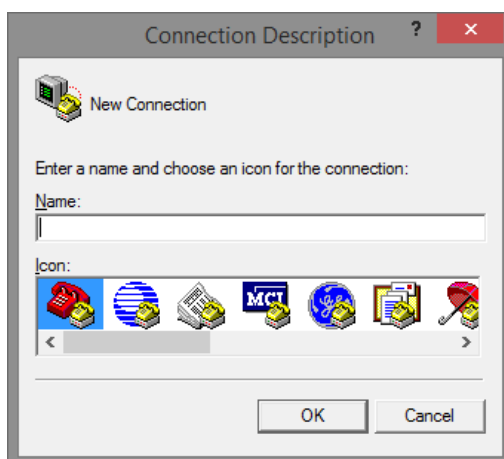 Connection Description ?
New Connection
Enter a name and choose an icon for the connection:
Name:
Icon:
MCI
OK Cancel